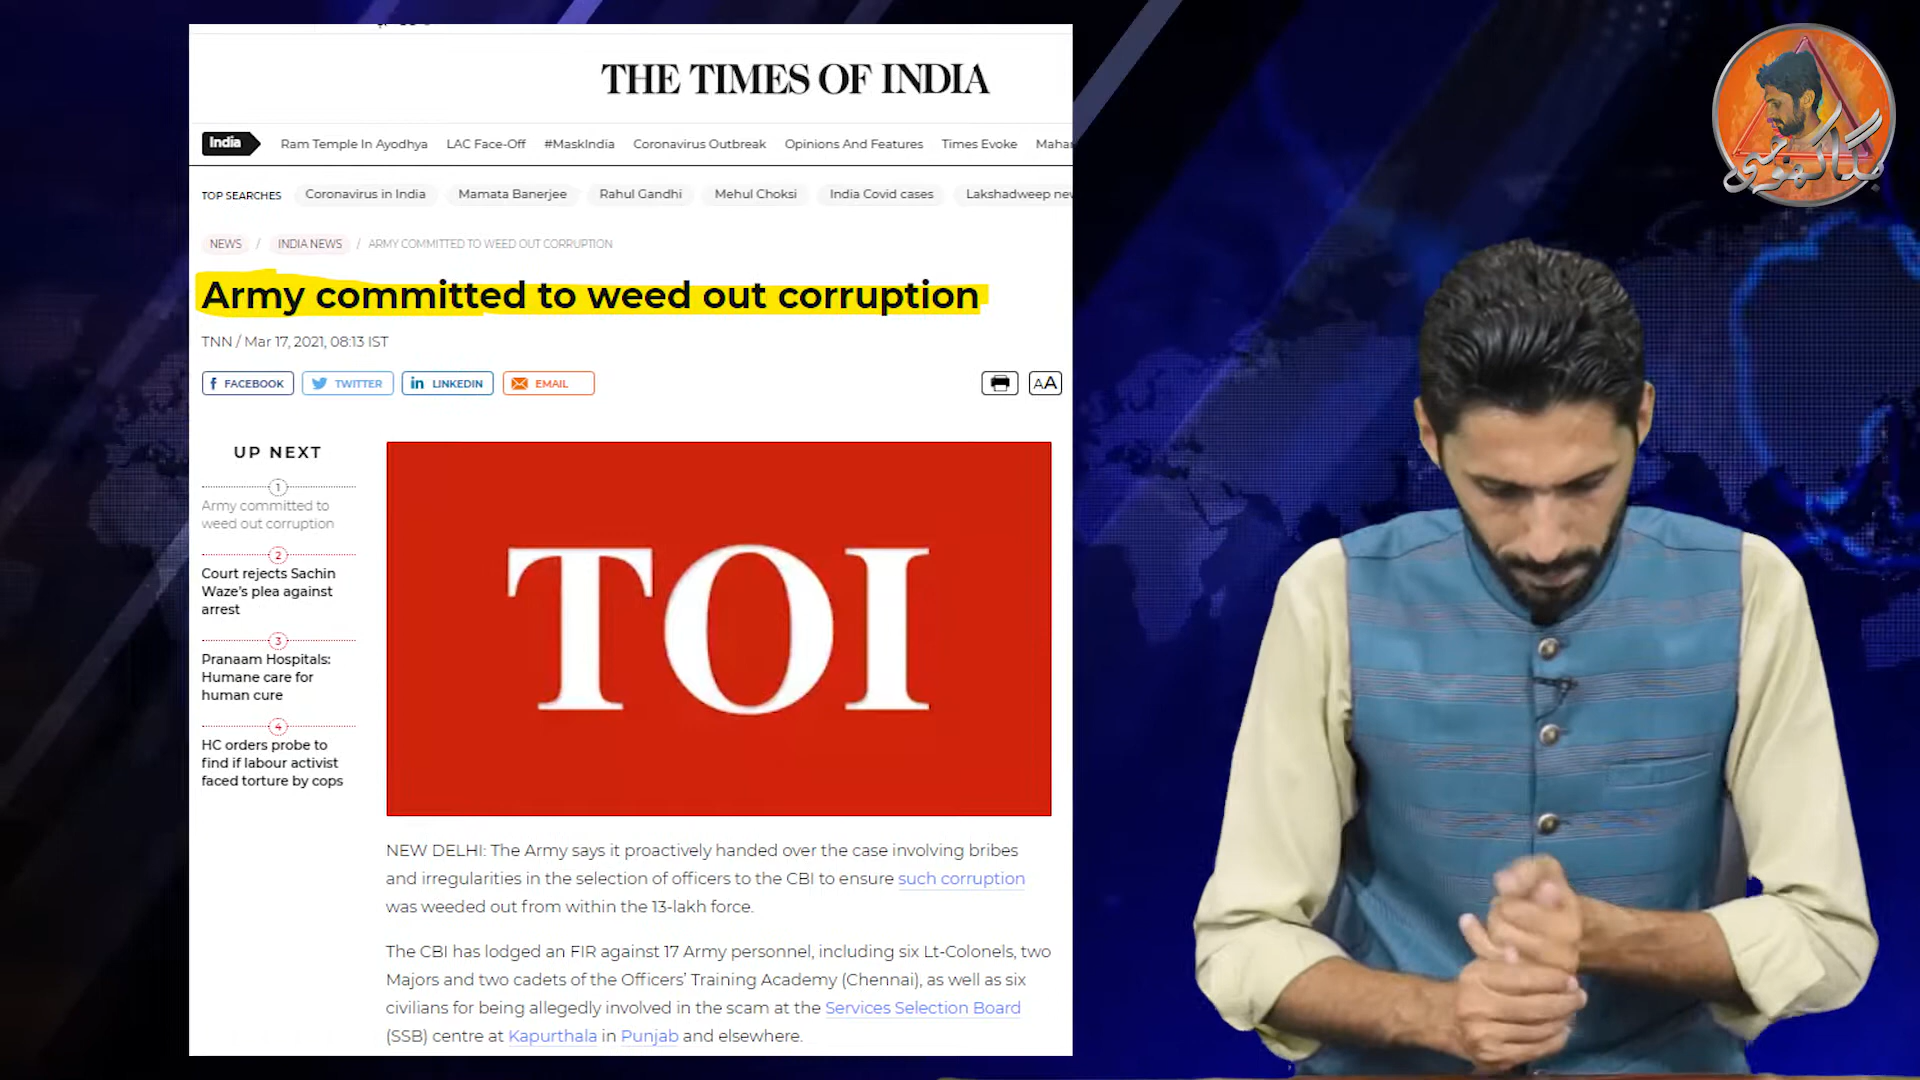 THE TIMES OF INDIA
India
Ram Temple In Ayodhya LAC Face-Off #MaskIndia Coronavirus Outbreak Opinions And Features Times Evoke
TOP SEARCHES Coronavirus in India Mamata Banerjee Rahul Gandhi Mehul Choksi India Covid cases Lakshadweep
NEWS / INDIA NEWS / ARMY COMMITTED TO WEED OUT CORRUPTION
Army committed to weed out corruption
TNN / Mar 17, 2021, 08:13 IST
FACEBOOK TWITTER LINKEDIN EMAIL AA
UP NEXT
1
Army committed to
weed out corruption
2
Court rejects Sachin
Waze's plea against
arrest
3
Pranaam Hospitals:
Humane care for
human cure
4
HC orders probe to
find if labour activist
faced torture by cops
TOI
NEW DELHI: The Army says it proactively handed over the case involving bribes
and irregularities in the selection of officers to the CBI to ensure such corruption
was weeded out from within the 13-lakh force.
The CBI has lodged an FIR against 17 Army personnel, including six Lt-Colonels, two
Majors and two cadets of the Officers' Training Academy (Chennai), as well as six
civilians for being allegedly involved in the scam at the Services Selection Board
(SSB) centre at Kapurthala in Punjab and elsewhere.